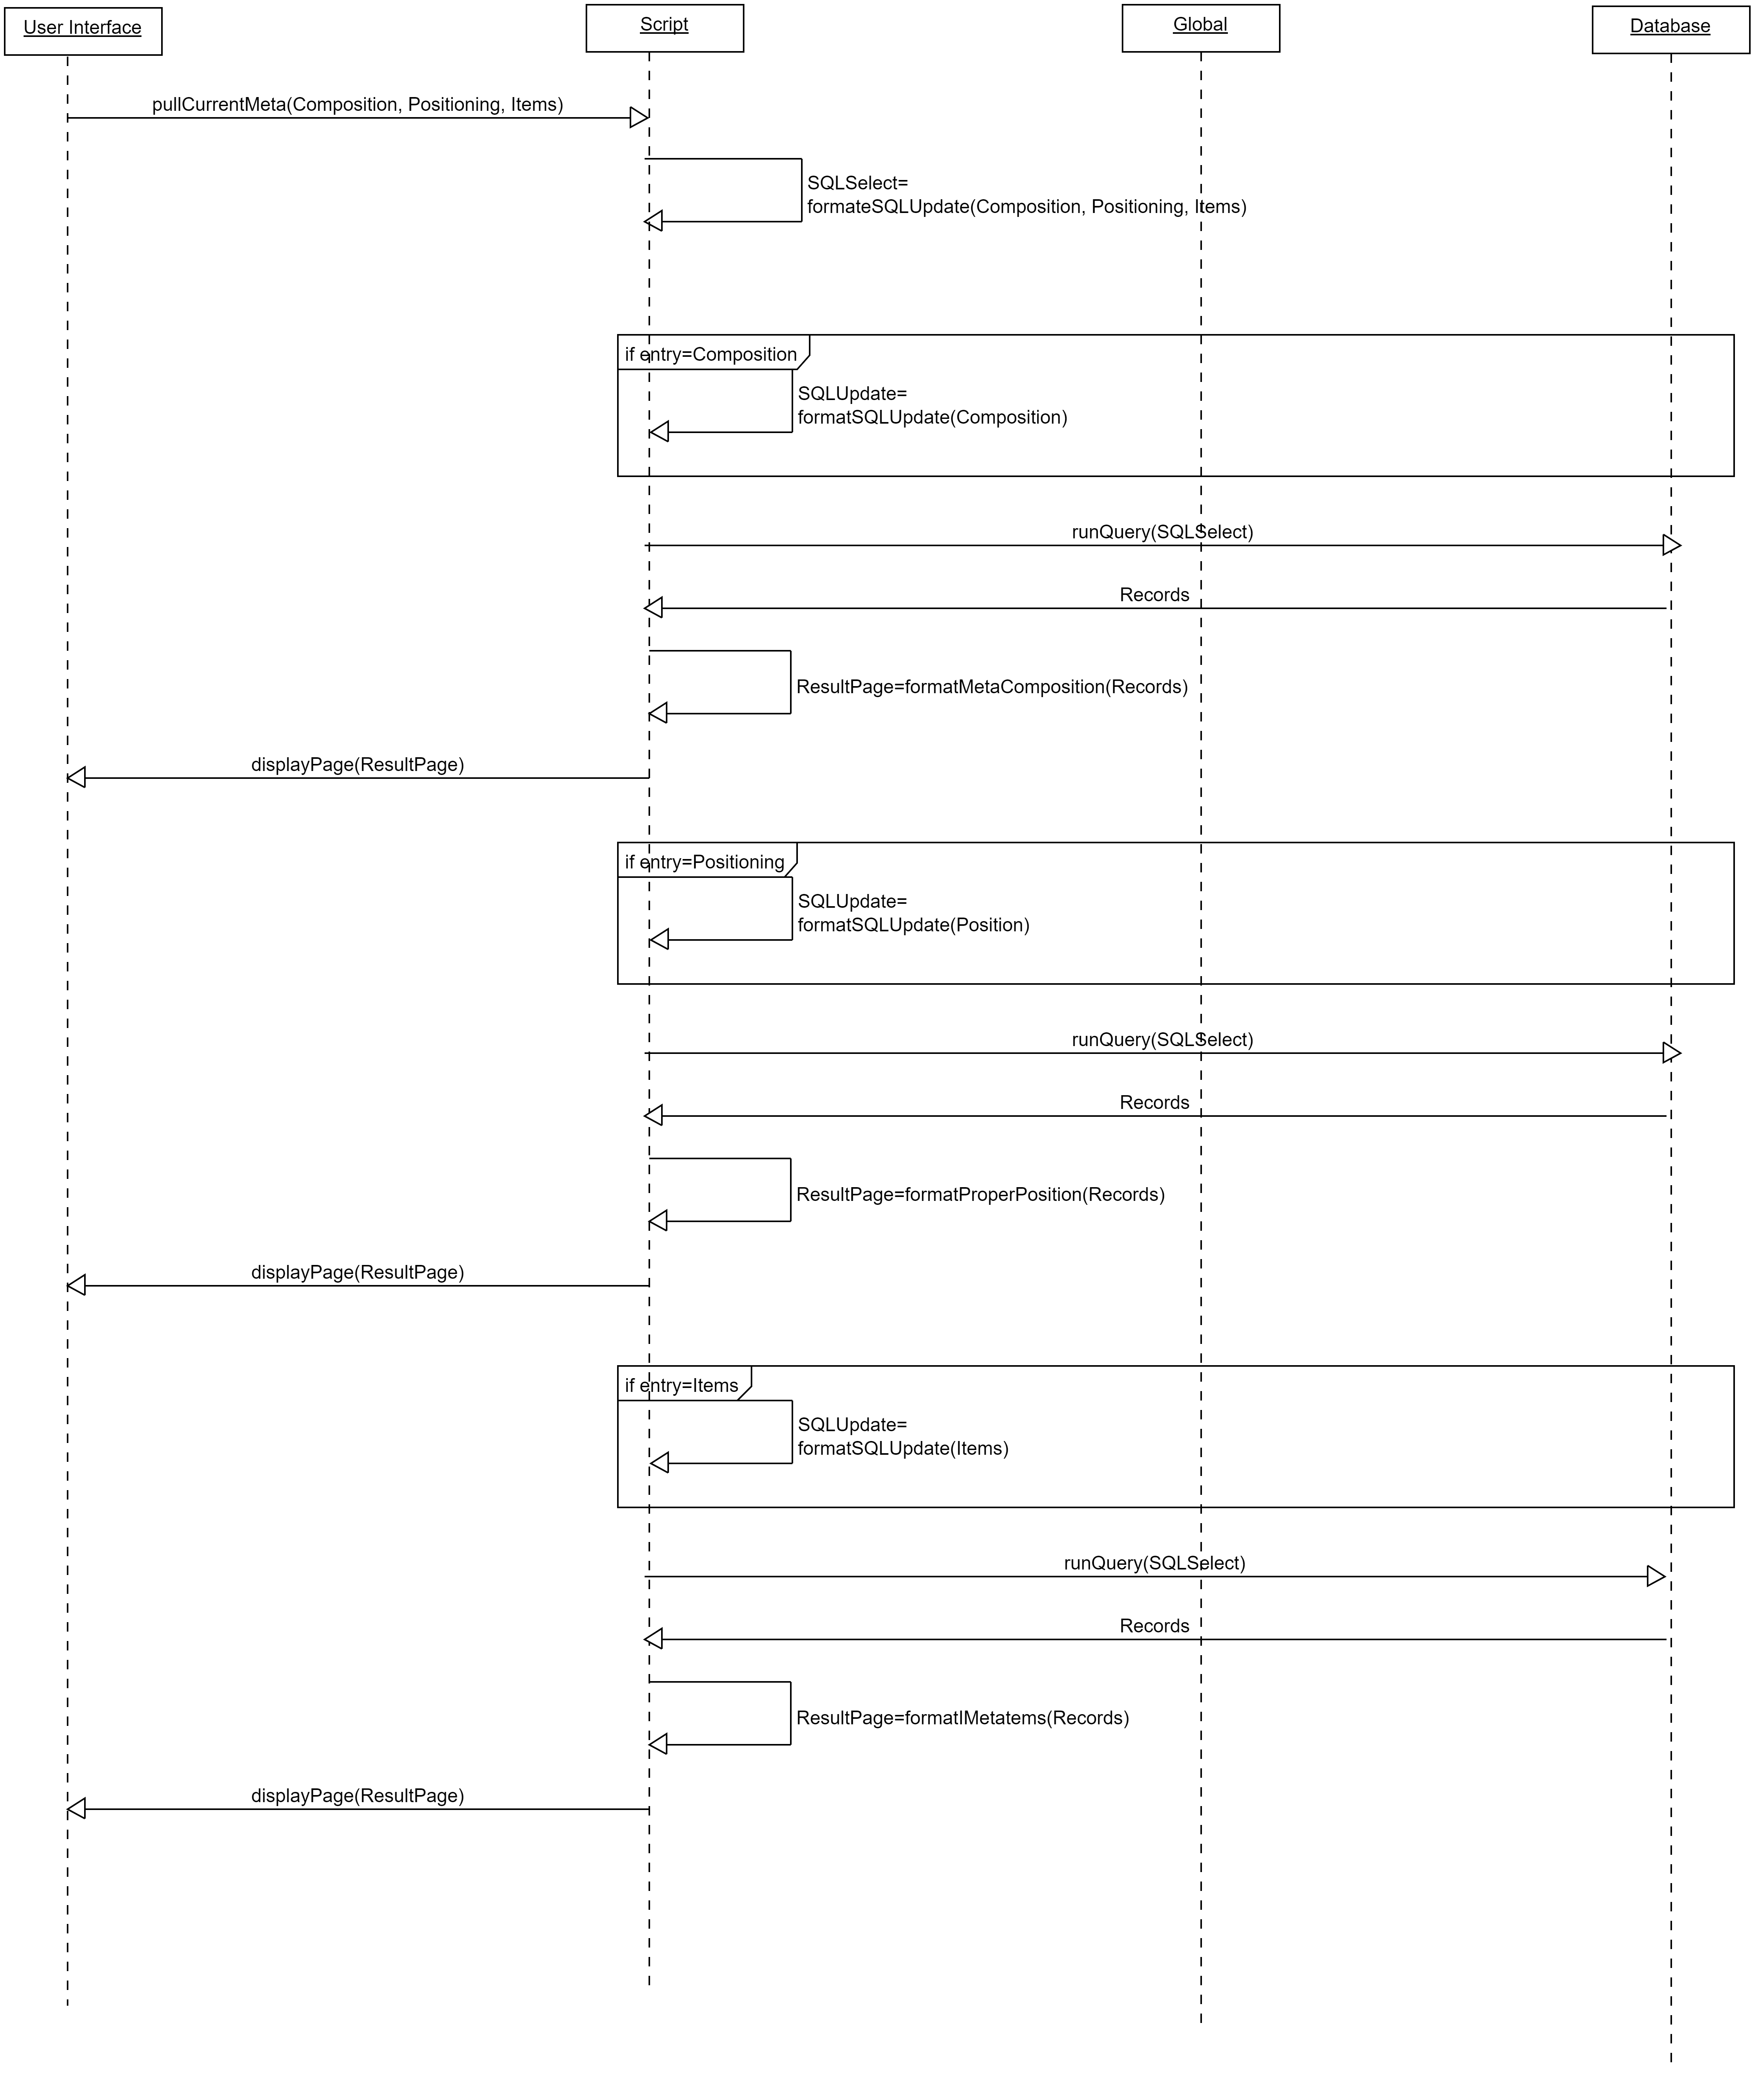 User Interface
Script
Global
Database
pullCurrentMeta(Composition, Positioning, Items)
SQLSelect=
formateSQLUpdate(Composition, Positioning, Items)
if entry=Composition
SQLUpdate=
formatSQLUpdate(Composition)
runQuery(SQLSelect)
Records
ResultPage=formatMetaComposition(Records)
displayPage(ResultPage)
if entry=Positioning
SQLUpdate=
formatSQLUpdate(Position)
runQuery(SQLSelect)
Records
ResultPage=formatProperPosition(Records)
displayPage(ResultPage)
if entry=Items
SQLUpdate=
formatSQLUpdate(Items)
runQuery(SQLSelect)
Records
ResultPage=formatIMetatems(Records)
displayPage(ResultPage)